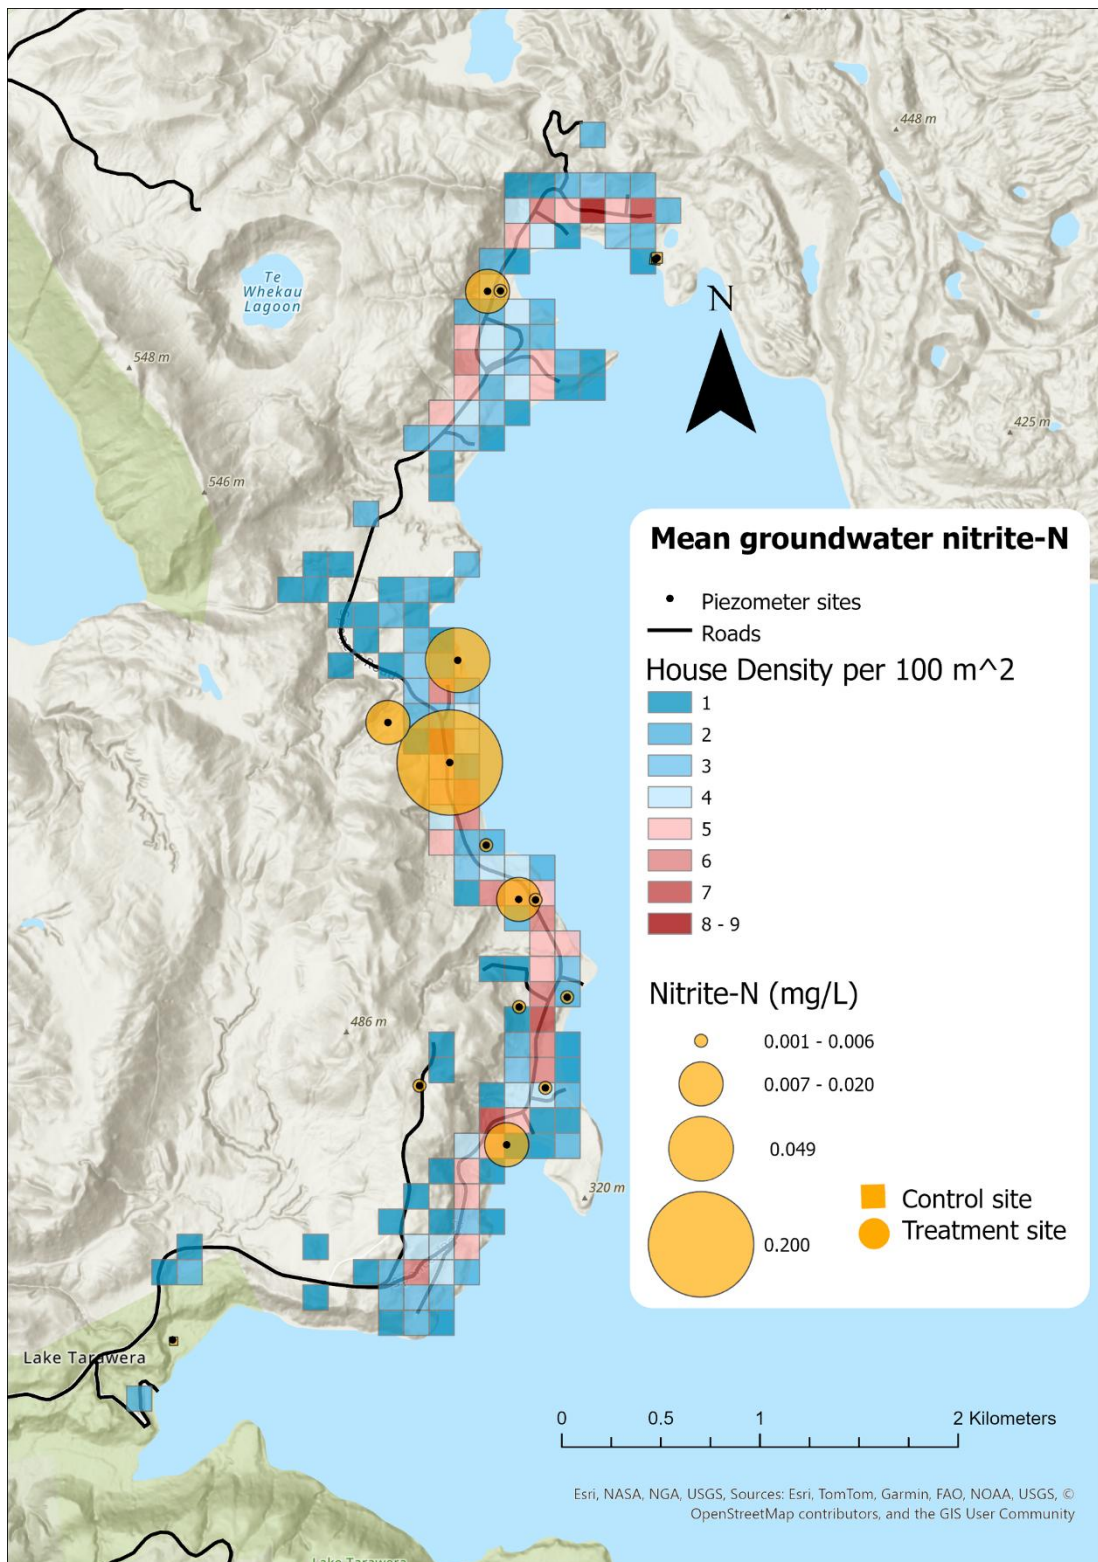 448 m
Te
Whekau
Lagoon
N
548 m
425 m
546 m
Mean groundwater nitrite-N
Piezometer sites
Roads
House Density per 100 m^2
1
2
3
4
5
6
7
8 - 9
486 m
Nitrite-N (mg/L)
0.001 - 0.006
0.007 - 0.020
0.049
0.200
Control site
Treatment site
320 m
Lake Tarawera
0 0.5 1 2 Kilometers
Esri, NASA, NGA, USGS, Sources: Esri, TomTom, Garmin, FAO, NOAA, USGS, ©
OpenStreetMap contributors, and the GIS User Community
Lake Tarawera